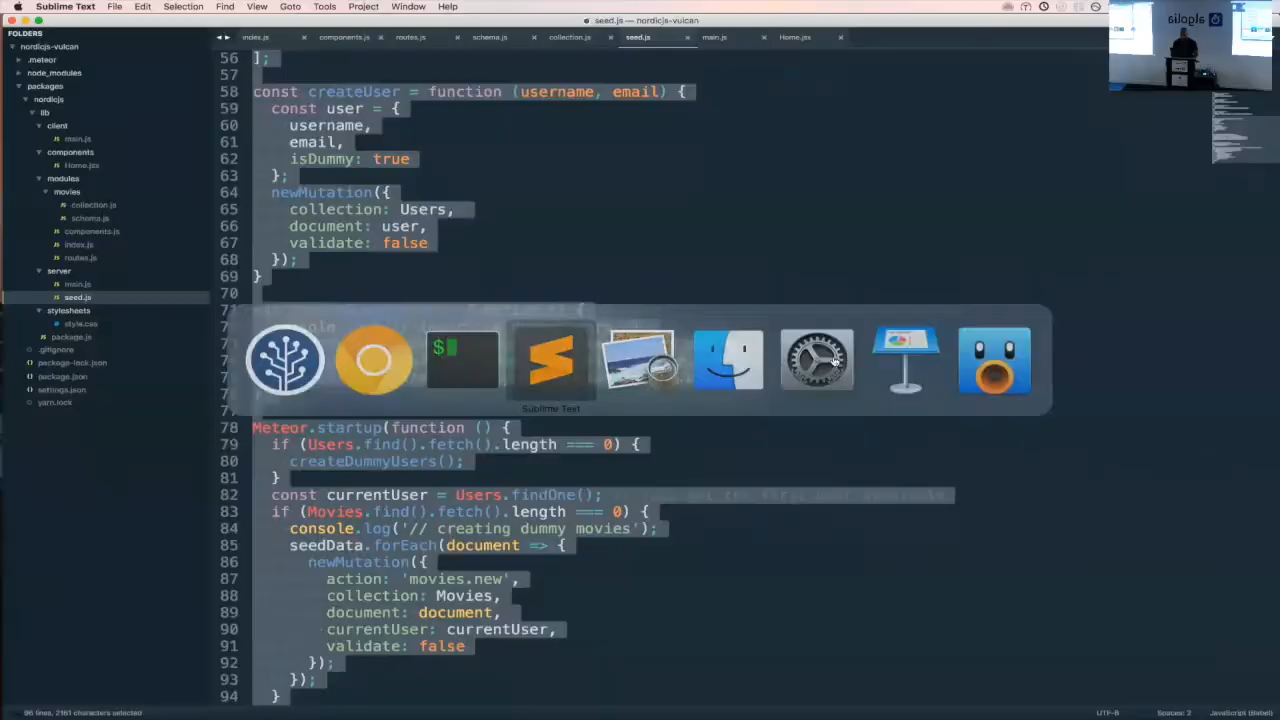 Sublime Text File Edit Selection Find View Goto Tools Project Window Help
seed.js — nordicjs-vulcan
FOLDERS
nordicjs-vulcan
.meteor
node_modules
packages
nordicjs
lib
client
main.js
components
Home.jsx
modules
movies
collection.js
schema.js
components.js
index.js
routes.js
server
main.js
seed.js
stylesheets
style.css
package.js
.gitignore
package-lock.json
package.json
settings.json
yarn.lock
index.js components.js routes.js schema.js collection.js seed.js main.js Home.jsx
56 ];
57
58 const createUser = function (username, email) {
59 const user = {
60 username,
61 email,
62 isDummy: true
63 };
64 newMutation({
65 collection: Users,
66 document: user,
67 validate: false
68 });
69 }
70
$
Sublime Text
78 Meteor.startup(function () {
79 if (Users.find().fetch().length === 0) {
80 createDummyUsers();
81 }
82 const currentUser = Users.findOne();
83 if (Movies.find().fetch().length === 0) {
84 console.log('// creating dummy movies');
85 seedData.forEach(document => {
86 newMutation({
87 action: 'movies.new',
88 collection: Movies,
89 document: document,
90 currentUser: currentUser,
91 validate: false
92 });
93 });
94 }
96 lines, 2161 characters selected
UTF-8 Spaces: 2 JavaScript (Babel)
algolia